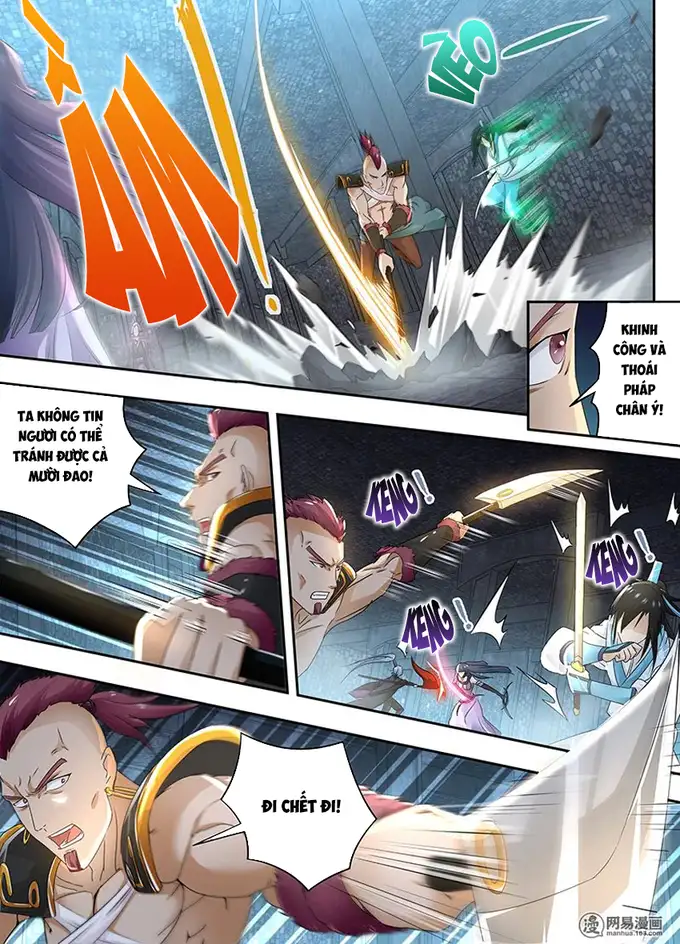 ẦM!
VÈO
KHINH
CÔNG VÀ
THOÁI
PHÁP
CHÂN Ý!
TA KHÔNG TIN
NGƯƠI CÓ THỂ
TRÁNH ĐƯỢC CẢ
MƯỜI ĐAO!
KENG!
KENG!
KENG!
ĐI CHẾT ĐI!
网易漫画
manhua.163.com